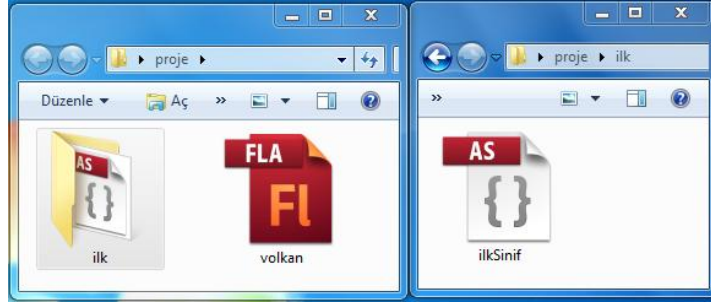 proje
Düzenle
Aç
»
AS
{}
ilk
FLA
Fl
volkan
proje ilk
»
AS
{}
ilkSinif